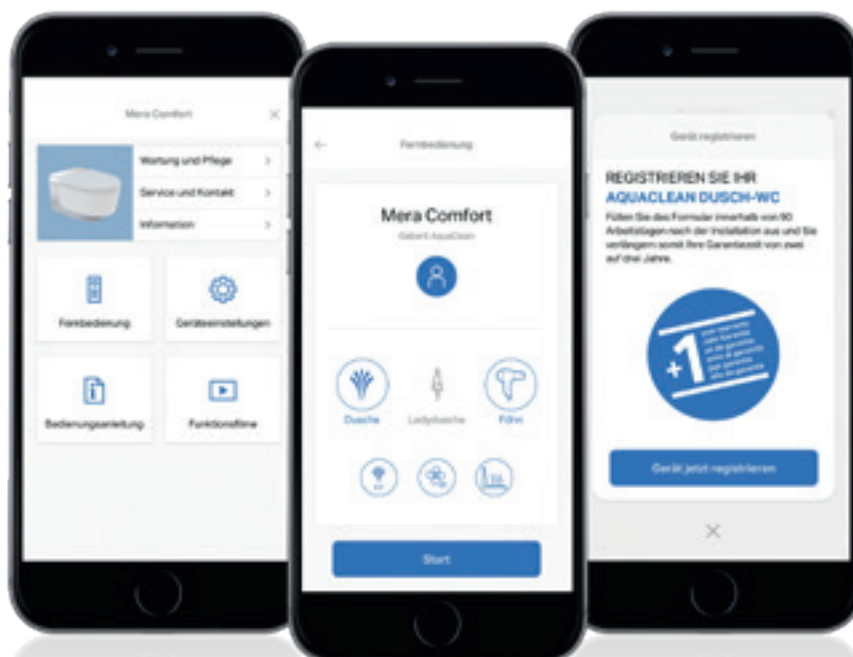 Mera Comfort
Wartung und Pflege
Service und Kontakt
Information
Fernbedienung
Geräteeinstellungen
Bedienungsanleitung
Funktionsfilme
Fernbedienung
Mera Comfort
Geberit AquaClean
Dusche
Ladydusche
Föhn
Start
Gerät registrieren
REGISTRIEREN SIE IHR
AQUACLEAN DUSCH-WC
Füllen Sie das Formular innerhalb von 90
Arbeitstagen nach der Installation aus und Sie
verlängern somit Ihre Garantiezeit von zwei
auf drei Jahre.
+1
Gerät jetzt registrieren